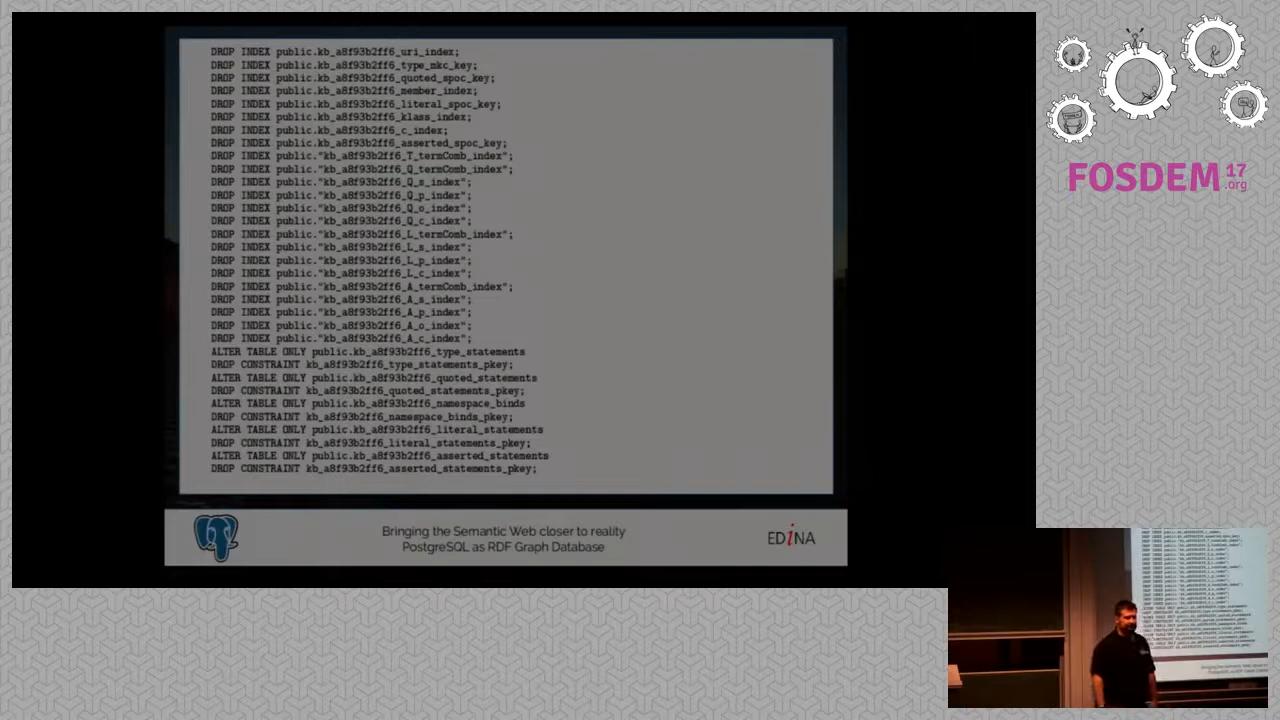 DROP INDEX public.kb_a8f93b2ff6_uri_index;
DROP INDEX public.kb_a8f93b2ff6_type_mkc_key;
DROP INDEX public.kb_a8f93b2ff6_quoted_spoc_key;
DROP INDEX public.kb_a8f93b2ff6_member_index;
DROP INDEX public.kb_a8f93b2ff6_literal_spoc_key;
DROP INDEX public.kb_a8f93b2ff6_klass_index;
DROP INDEX public.kb_a8f93b2ff6_c_index;
DROP INDEX public.kb_a8f93b2ff6_asserted_spoc_key;
DROP INDEX public."kb_a8f93b2ff6_T_termComb_index";
DROP INDEX public."kb_a8f93b2ff6_Q_termComb_index";
DROP INDEX public."kb_a8f93b2ff6_Q_s_index";
DROP INDEX public."kb_a8f93b2ff6_Q_p_index";
DROP INDEX public."kb_a8f93b2ff6_Q_o_index";
DROP INDEX public."kb_a8f93b2ff6_Q_c_index";
DROP INDEX public."kb_a8f93b2ff6_L_termComb_index";
DROP INDEX public."kb_a8f93b2ff6_L_s_index";
DROP INDEX public."kb_a8f93b2ff6_L_p_index";
DROP INDEX public."kb_a8f93b2ff6_L_c_index";
DROP INDEX public."kb_a8f93b2ff6_A_termComb_index";
DROP INDEX public."kb_a8f93b2ff6_A_s_index";
DROP INDEX public."kb_a8f93b2ff6_A_p_index";
DROP INDEX public."kb_a8f93b2ff6_A_o_index";
DROP INDEX public."kb_a8f93b2ff6_A_c_index";
ALTER TABLE ONLY public.kb_a8f93b2ff6_type_statements
DROP CONSTRAINT kb_a8f93b2ff6_type_statements_pkey;
ALTER TABLE ONLY public.kb_a8f93b2ff6_quoted_statements
DROP CONSTRAINT kb_a8f93b2ff6_quoted_statements_pkey;
ALTER TABLE ONLY public.kb_a8f93b2ff6_namespace_binds
DROP CONSTRAINT kb_a8f93b2ff6_namespace_binds_pkey;
ALTER TABLE ONLY public.kb_a8f93b2ff6_literal_statements
DROP CONSTRAINT kb_a8f93b2ff6_literal_statements_pkey;
ALTER TABLE ONLY public.kb_a8f93b2ff6_asserted_statements
DROP CONSTRAINT kb_a8f93b2ff6_asserted_statements_pkey;
Bringing the Semantic Web closer to reality
PostgreSQL as RDF Graph Database
EDINA
FOSDEM 17
.org